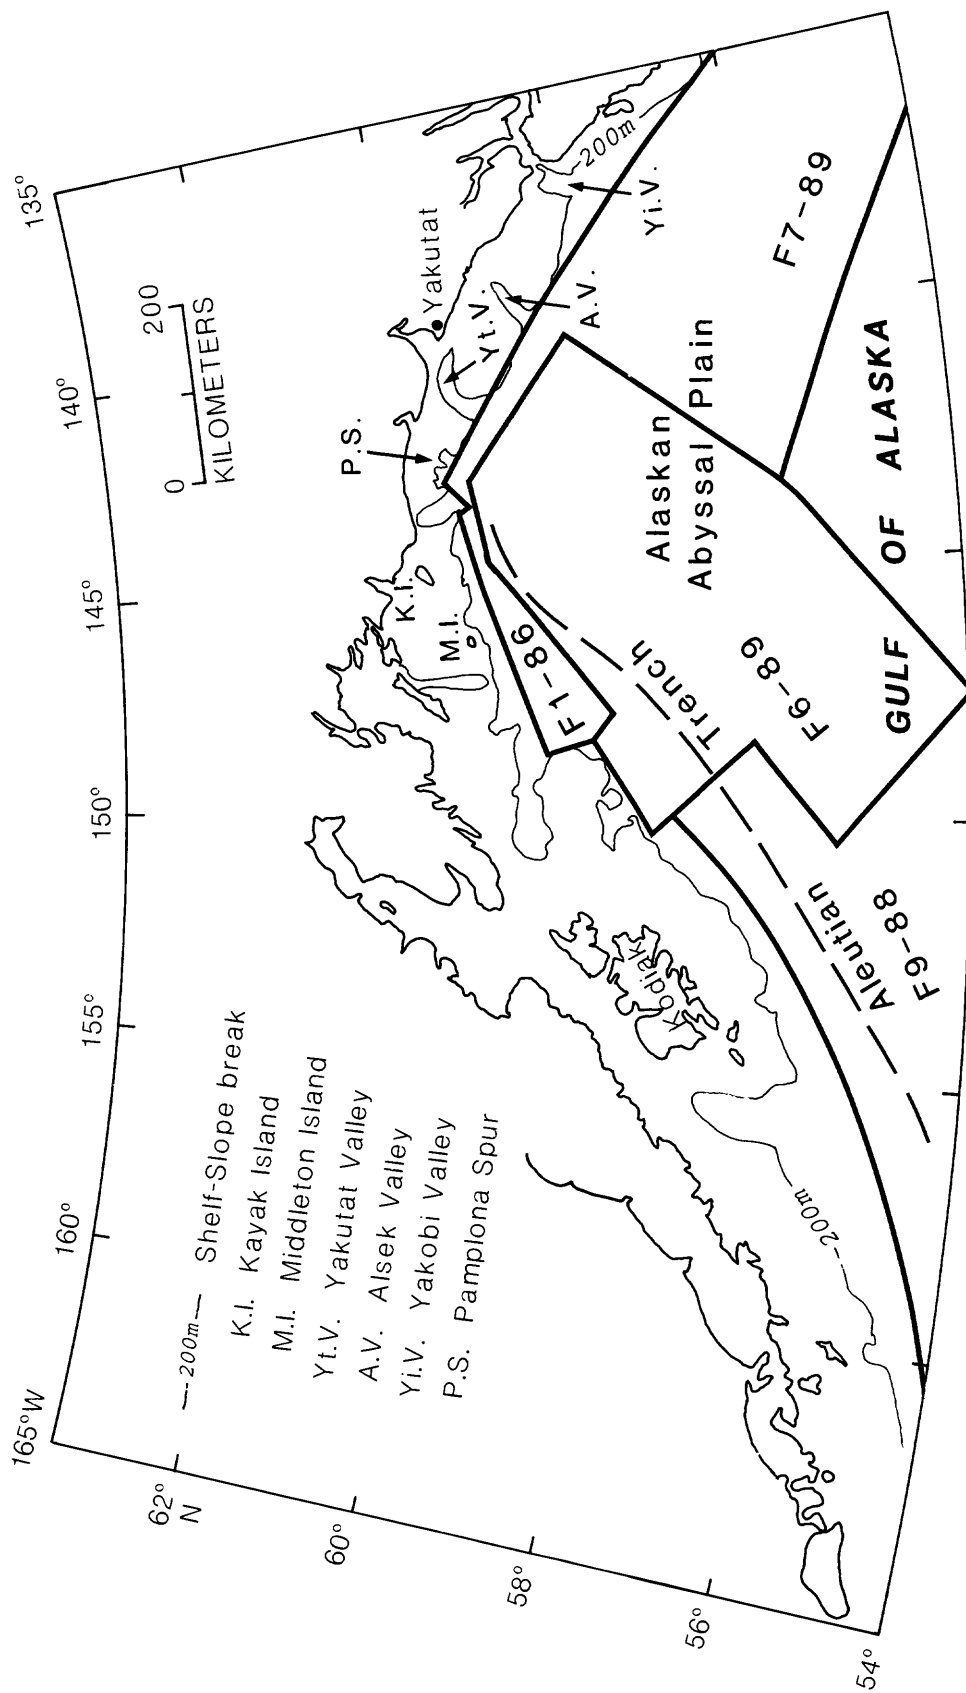 165°W
160°
155°
150°
145°
140°
135°
62°
N
60°
58°
56°
54°
—200m— Shelf-Slope break
K.I. Kayak Island
M.I. Middleton Island
Yt.V. Yakutat Valley
A.V. Alsek Valley
Yi.V. Yakobi Valley
P.S. Pamplona Spur
0 200
KILOMETERS
P.S.
Yakutat
Yt.V.
A.V.
Yi.V.
200m
K.I.
M.I.
F1-86
Kodiak
—200m—
Aleutian Trench
Alaskan
Abyssal Plain
F7-89
F6-89
F9-88
GULF OF ALASKA